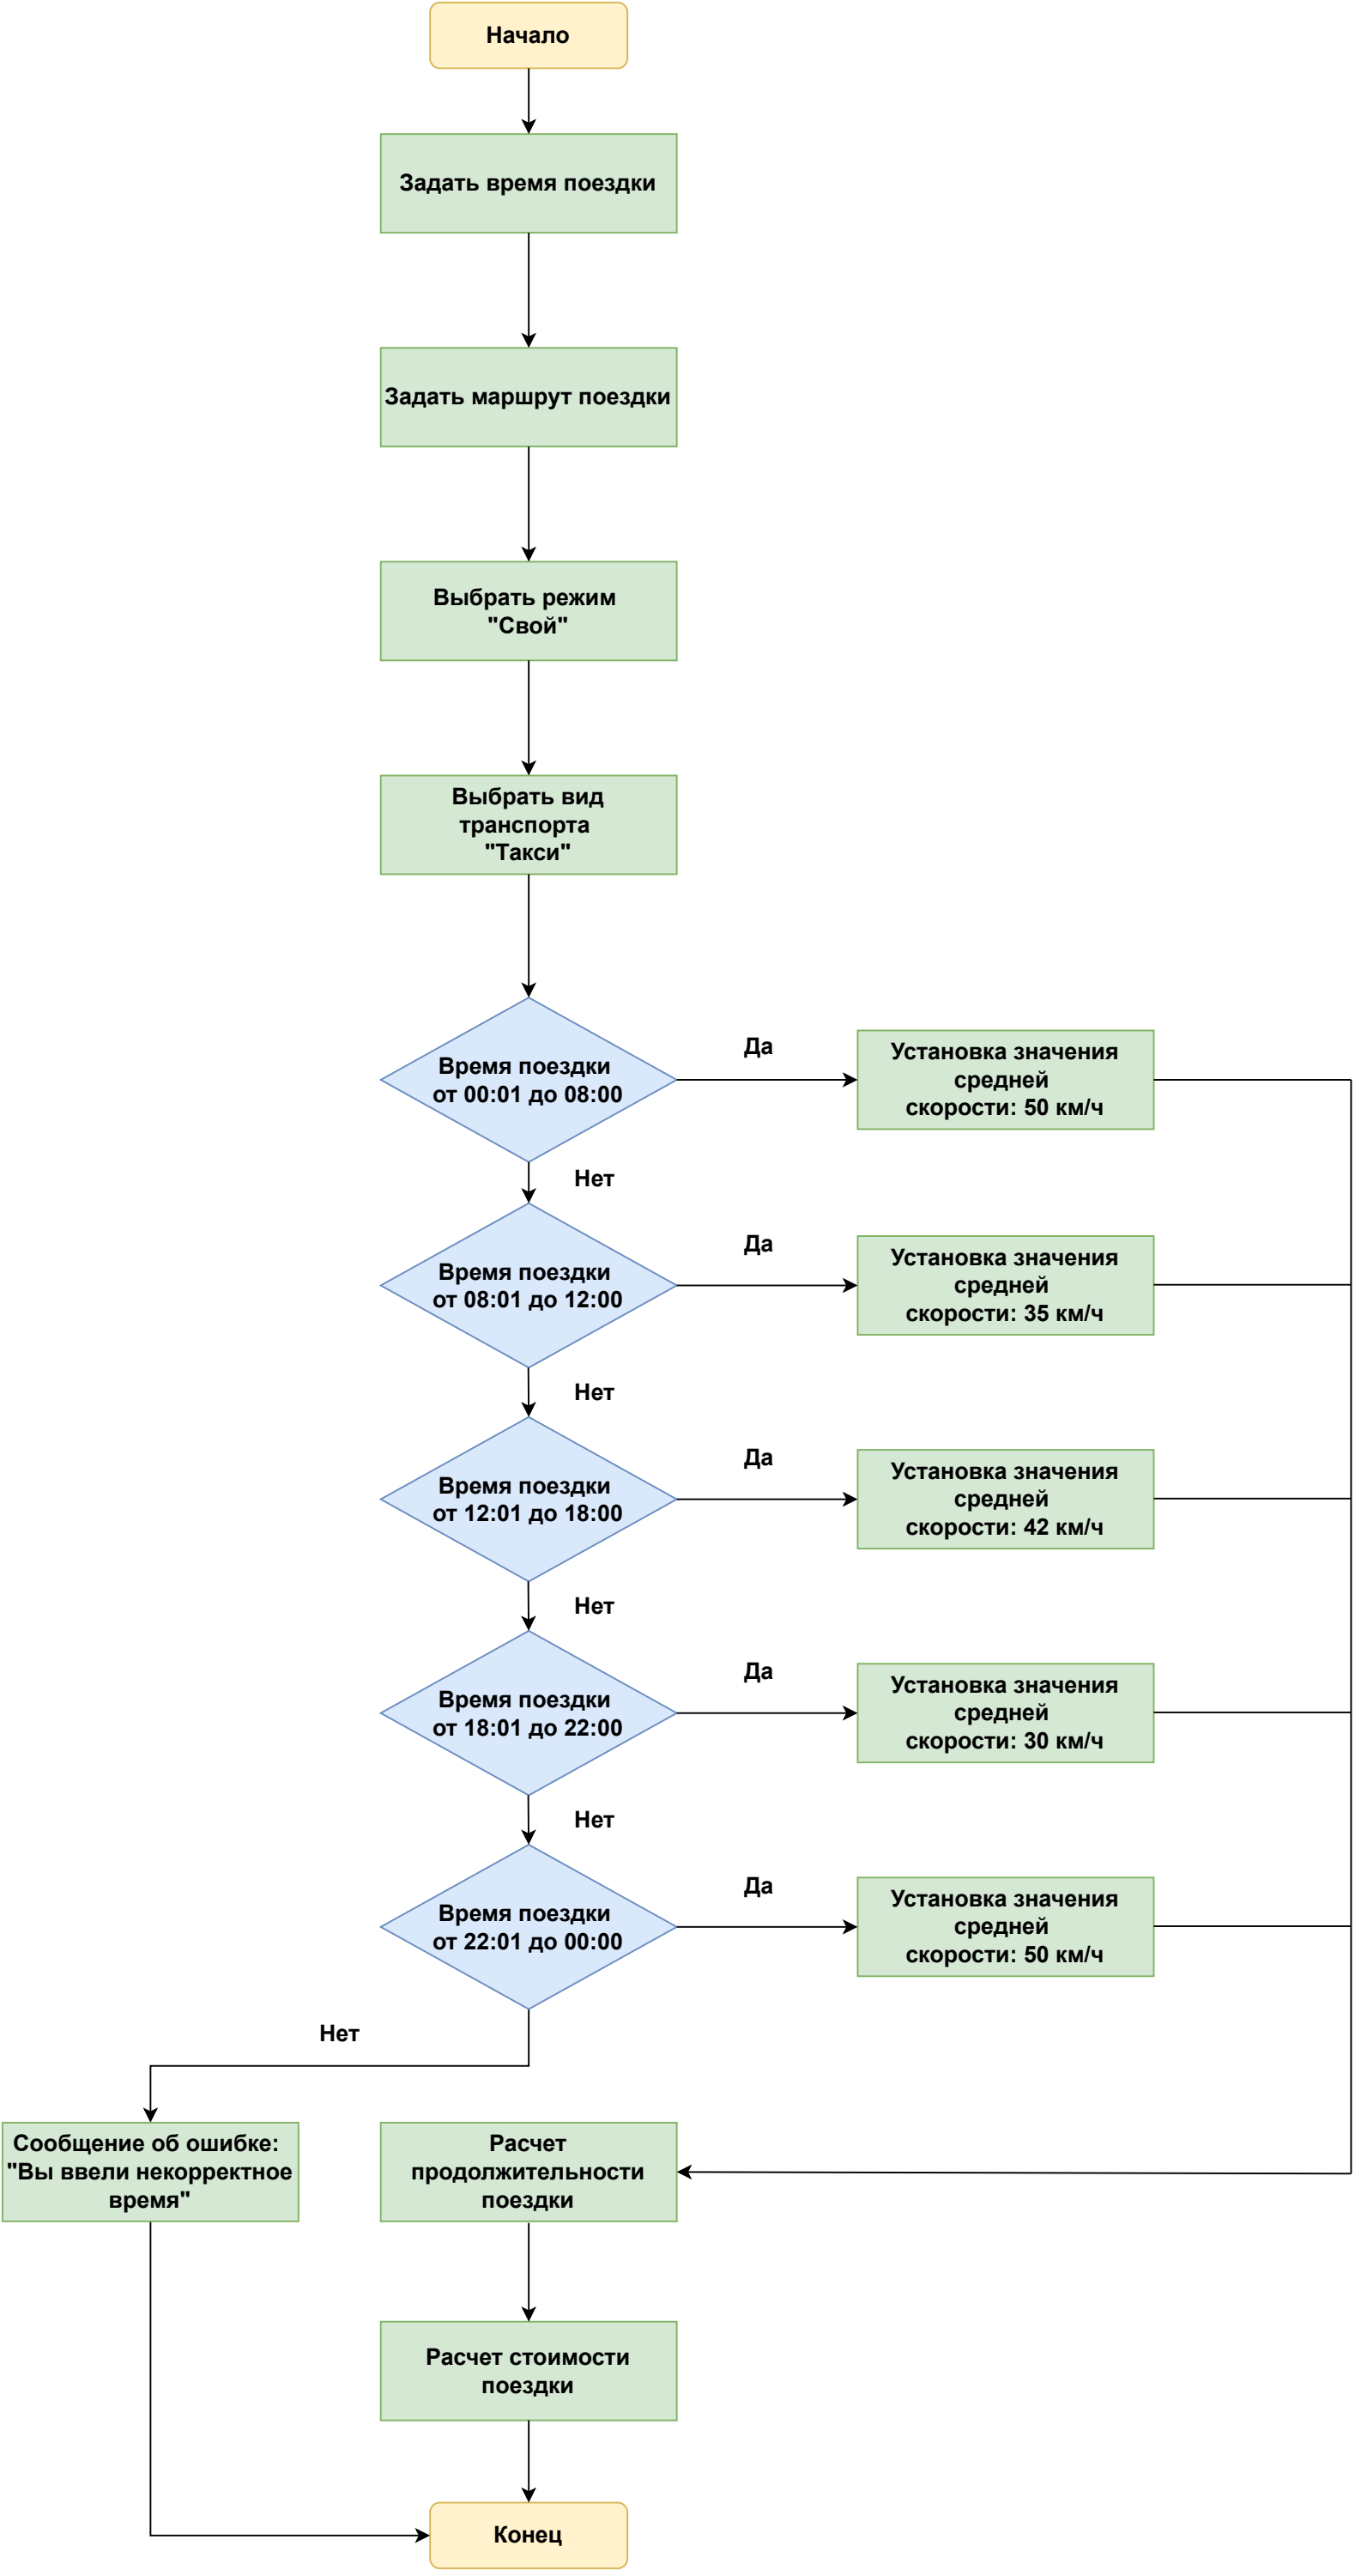 Начало
Задать время поездки
Задать маршрут поездки
Выбрать режим
"Свой"
Выбрать вид
транспорта
"Такси"
Время поездки
от 00:01 до 08:00
Да
Установка значения
средней
скорости: 50 км/ч
Нет
Время поездки
от 08:01 до 12:00
Да
Установка значения
средней
скорости: 35 км/ч
Нет
Время поездки
от 12:01 до 18:00
Да
Установка значения
средней
скорости: 42 км/ч
Нет
Время поездки
от 18:01 до 22:00
Да
Установка значения
средней
скорости: 30 км/ч
Нет
Время поездки
от 22:01 до 00:00
Да
Установка значения
средней
скорости: 50 км/ч
Нет
Сообщение об ошибке:
"Вы ввели некорректное
время"
Расчет
продолжительности
поездки
Расчет стоимости
поездки
Конец